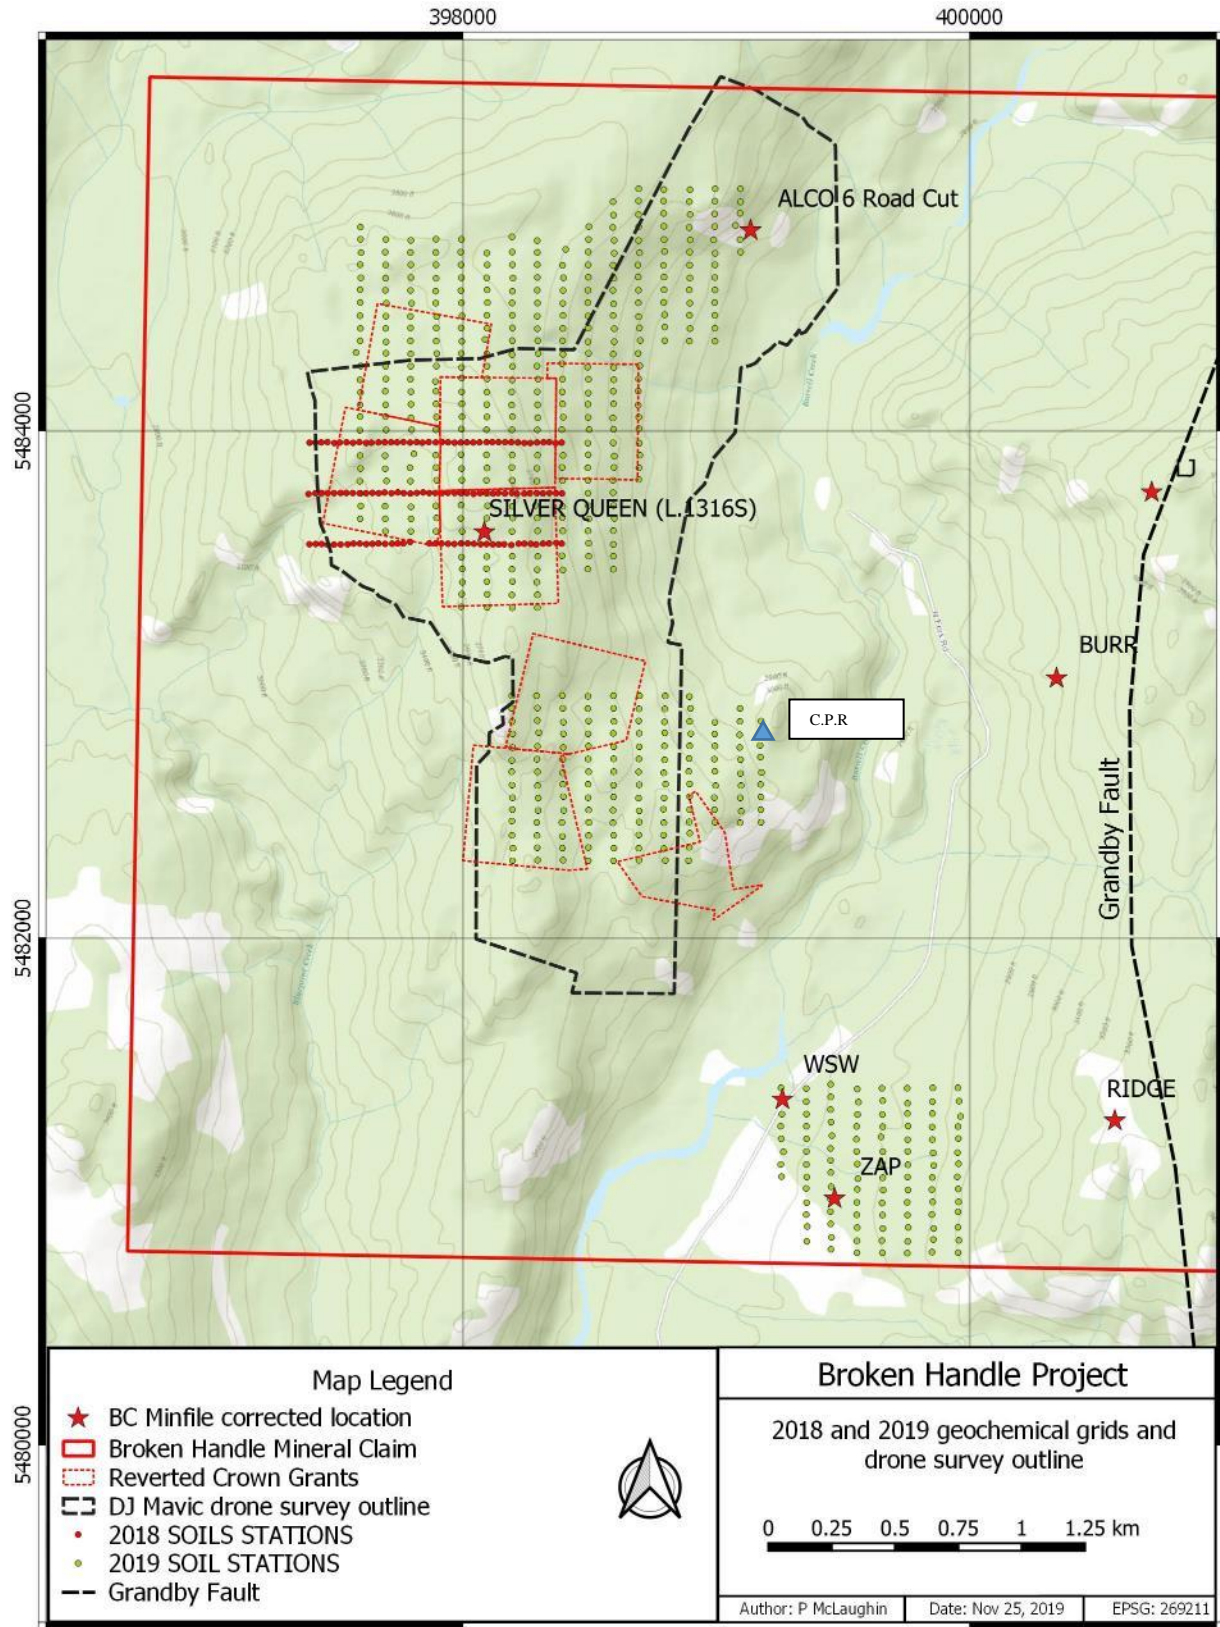 398000
400000
ALCO 6 Road Cut
5484000
LJ
SILVER QUEEN (L.1316S)
BURR
C.P.R
Grandby Fault
5482000
WSW
RIDGE
ZAP
5480000
Map Legend
BC Minfile corrected location
Broken Handle Mineral Claim
Reverted Crown Grants
DJ Mavic drone survey outline
2018 SOILS STATIONS
2019 SOIL STATIONS
Grandby Fault
Broken Handle Project
2018 and 2019 geochemical grids and
drone survey outline
0 0.25 0.5 0.75 1 1.25 km
Author: P McLaughin
Date: Nov 25, 2019
EPSG: 269211